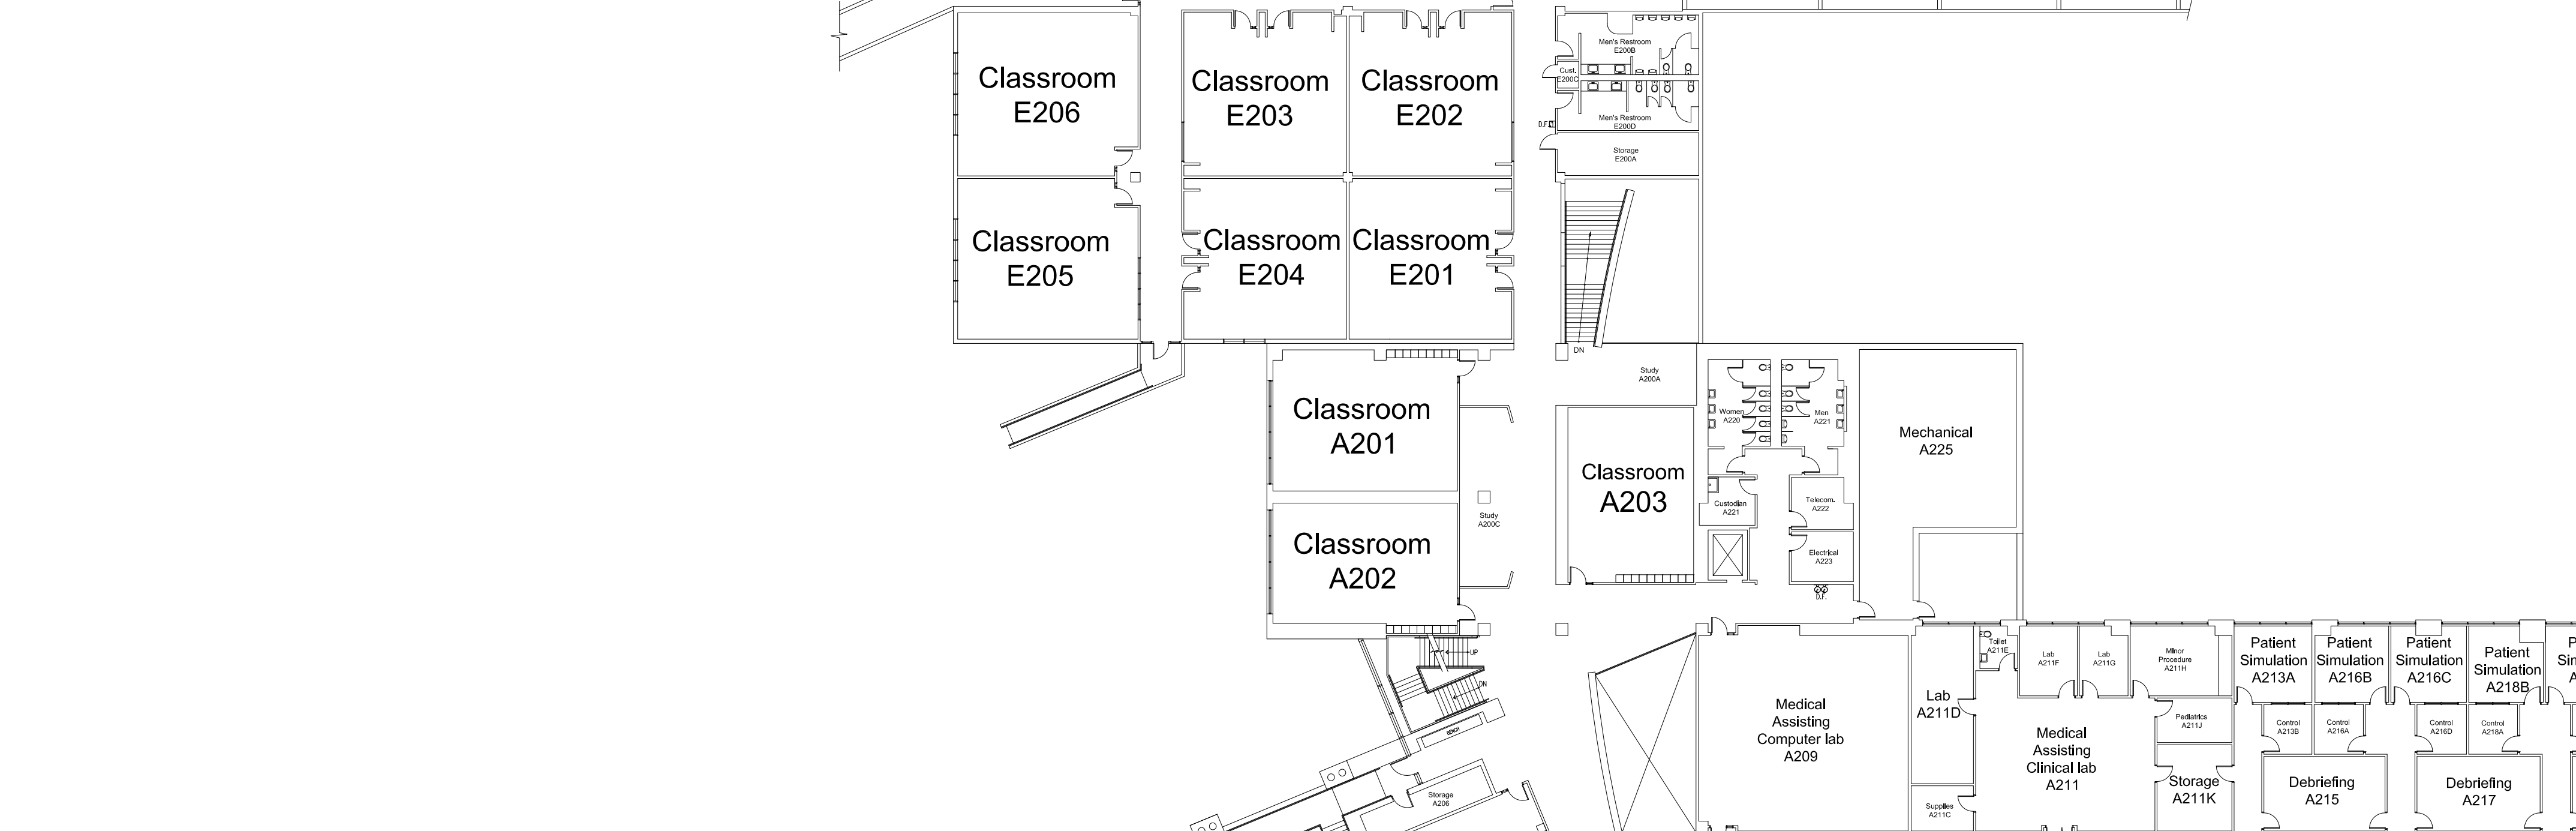 Classroom
E206
Classroom
E203
Classroom
E202
Men's Restroom
E200B
Cust.
E200C
D.F.
Men's Restroom
E200D
Storage
E200A
Classroom
E205
Classroom
E204
Classroom
E201
DN
Study
A200A
Classroom
A201
Women
A220
Men
A221
Mechanical
A225
Classroom
A203
Custodian
A221
Telecom.
A222
Study
A200C
Classroom
A202
Electrical
A223
D.F.
UP
DN
BENCH
Storage
A206
Medical
Assisting
Computer lab
A209
Lab
A211D
Supplies
A211C
Toilet
A211E
Lab
A211F
Lab
A211G
Minor
Procedure
A211H
Pediatrics
A211J
Medical
Assisting
Clinical lab
A211
Storage
A211K
Patient
Simulation
A213A
Patient
Simulation
A216B
Patient
Simulation
A216C
Patient
Simulation
A218B
Control
A213B
Control
A216A
Control
A216D
Control
A218A
Debriefing
A215
Debriefing
A217